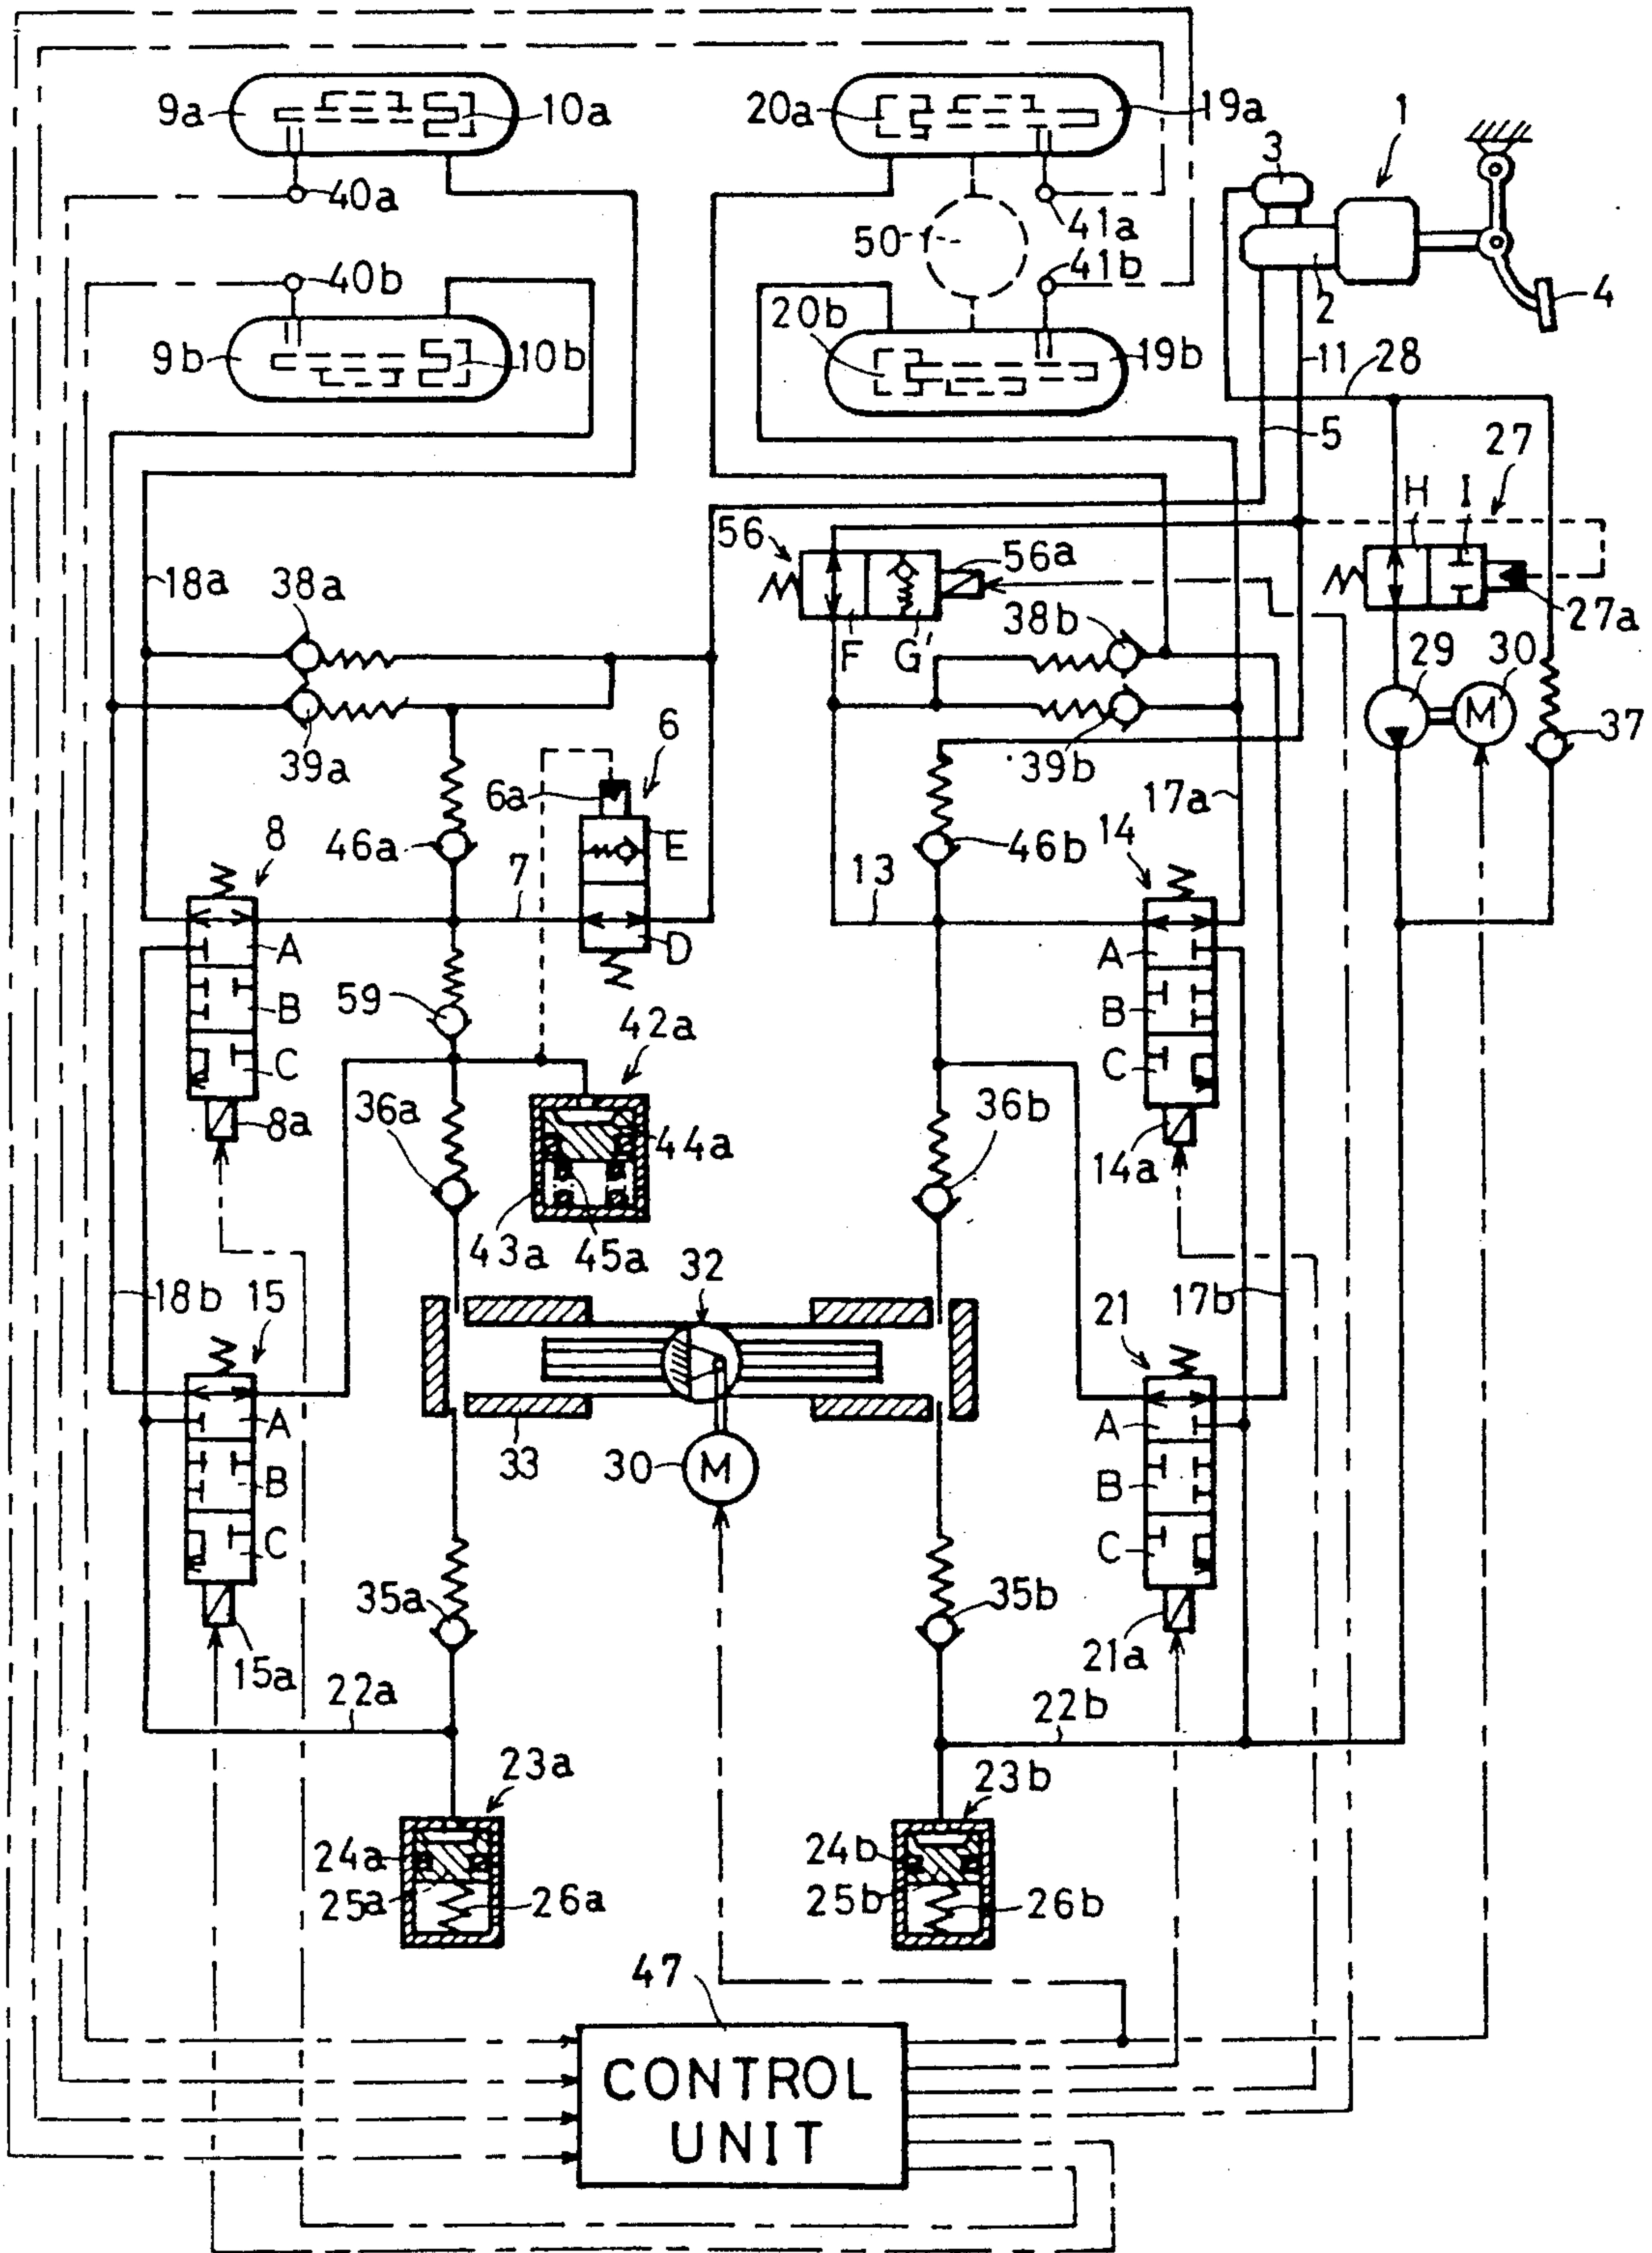 9a
10a
20a
19a
1
3
40a
50
41a
41b
2
4
40b
20b
9b
10b
19b
11
28
5
27
H
I
56
56a
18a
38a
27a
F
G'
38b
29
30
M
37
39a
6
6a
39b
17a
8
46a
7
E
46b
14
13
A
D
A
B
59
42a
B
C
C
8a
36a
44a
36b
14a
43a
45a
32
18b
15
17b
21
A
33
30
M
A
B
B
C
C
35a
35b
15a
21a
22a
22b
23a
23b
24a
24b
25a
26a
25b
26b
47
CONTROL
UNIT